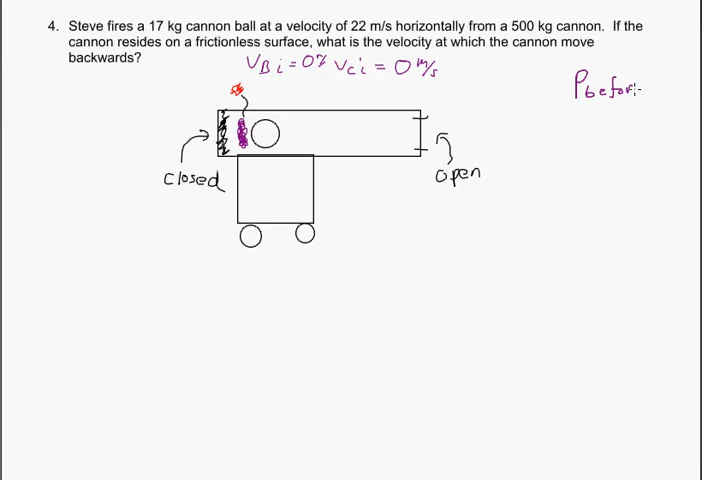 4. Steve fires a 17 kg cannon ball at a velocity of 22 m/s horizontally from a 500 kg cannon. If the
cannon resides on a frictionless surface, what is the velocity at which the cannon move
backwards?
VBi = 0 Vci = 0 m/s
Pbefor
closed
open